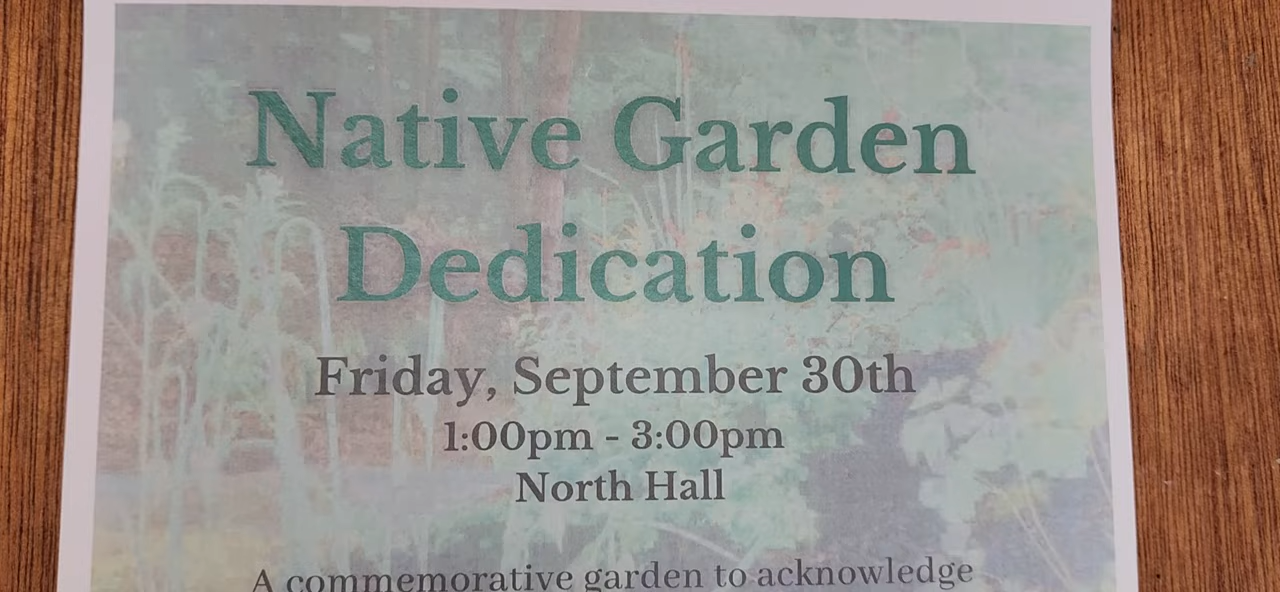 Native Garden
Dedication
Friday, September 30th
1:00pm - 3:00pm
North Hall
A commemorative garden to acknowledge